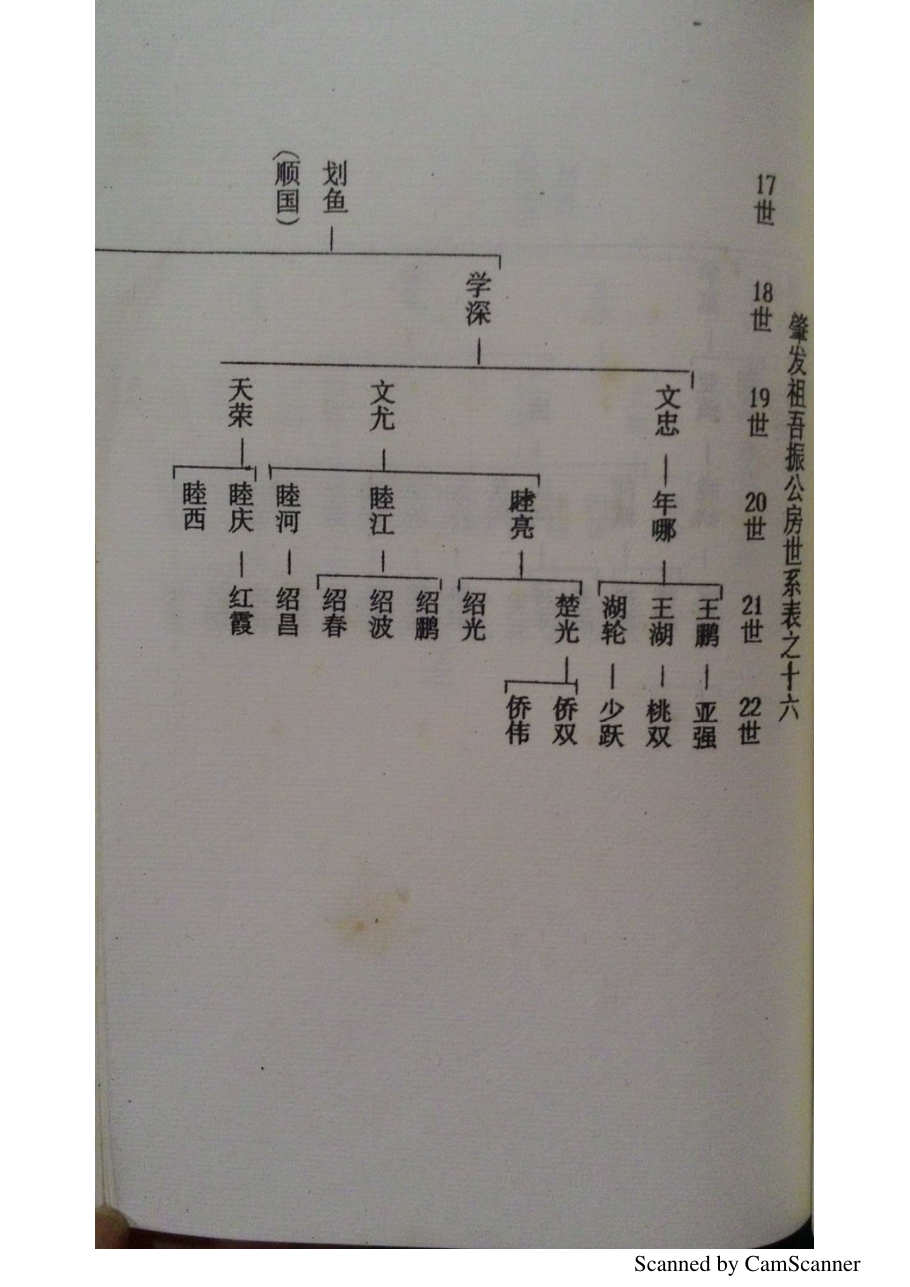 肇发祖吾振公房世系表之十六
17世
18世
19世
20世
21世
22世
划鱼
(顺国)
学深
文忠
文尤
天荣
年哪
睦亮
睦江
睦河
睦庆
睦西
王鹏
王湖
湖轮
楚光
绍光
绍鹏
绍波
绍春
绍昌
红霞
亚强
桃双
少跃
侨双
侨伟
Scanned by CamScanner